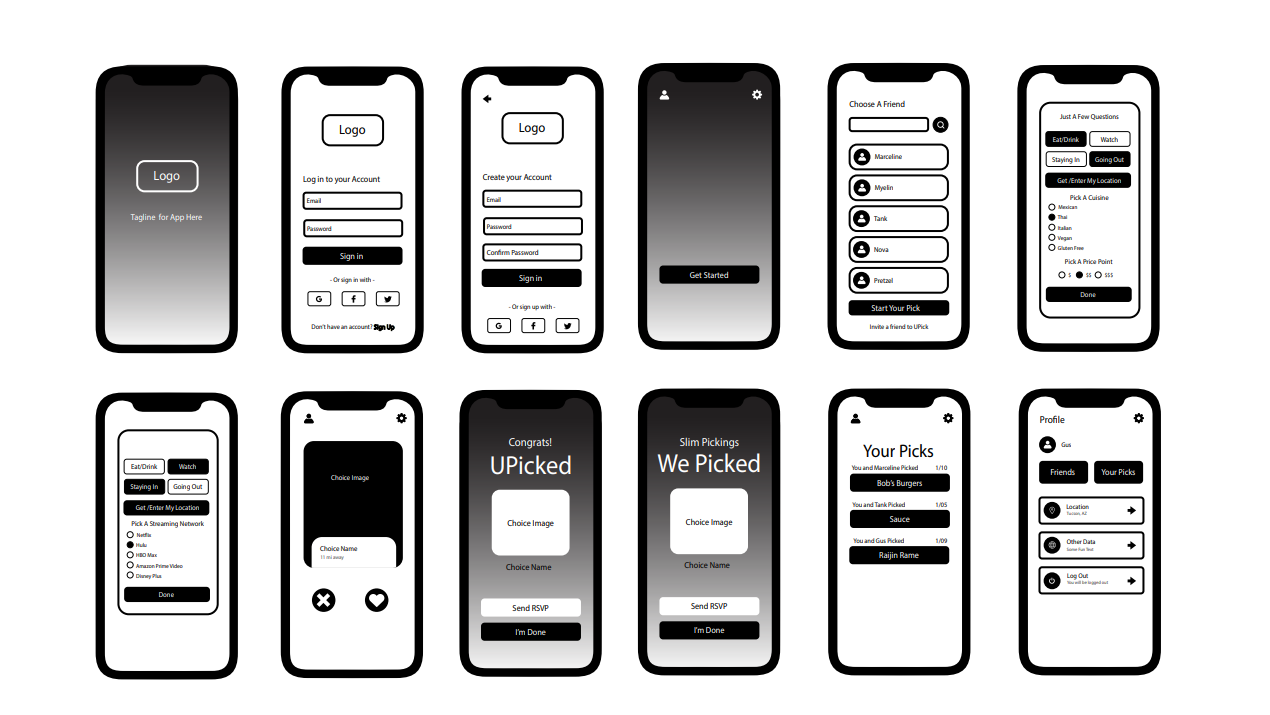 Logo
Tagline for App Here
Logo
Log in to your Account
Email
Password
Sign in
- Or sign in with -
G
f
Don't have an account? Sign Up
Logo
Create your Account
Email
Password
Confirm Password
Sign in
- Or sign up with -
G
f
Get Started
Choose A Friend
Marceline
Myelin
Tank
Nova
Pretzel
Start Your Pick
Invite a friend to UPick
Just A Few Questions
Eat/Drink Watch
Staying In Going Out
Get /Enter My Location
Pick A Cuisine
Mexican
Thai
Italian
Vegan
Gluten Free
Pick A Price Point
$ $$ $$$
Done
Eat/Drink Watch
Staying In Going Out
Get /Enter My Location
Pick A Streaming Network
Netflix
Hulu
HBO Max
Amazon Prime Video
Disney Plus
Done
Choice Image
Choice Name
11 mi away
Congrats!
UPicked
Choice Image
Choice Name
Send RSVP
I'm Done
Slim Pickings
We Picked
Choice Image
Choice Name
Send RSVP
I'm Done
Your Picks
You and Marceline Picked 1/10
Bob's Burgers
You and Tank Picked 1/05
Sauce
You and Gus Picked 1/09
Raijin Rame
Profile
Gus
Friends Your Picks
Location
Tucson, AZ
Other Data
Some Fun Text
Log Out
You will be logged out